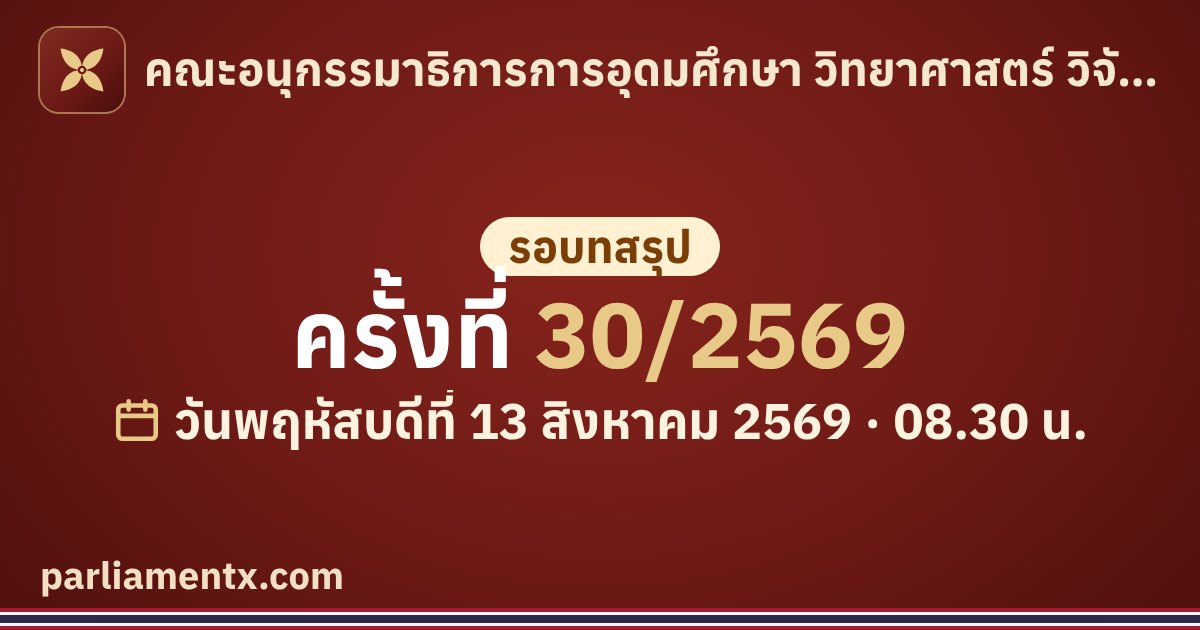 คณะอนุกรรมาธิการการอุดมศึกษา วิทยาศาสตร์ วิจั...
รอบทสรุป
ครั้งที่ 30/2569
วันพฤหัสบดีที่ 13 สิงหาคม 2569 · 08.30 น.
parliamentx.com